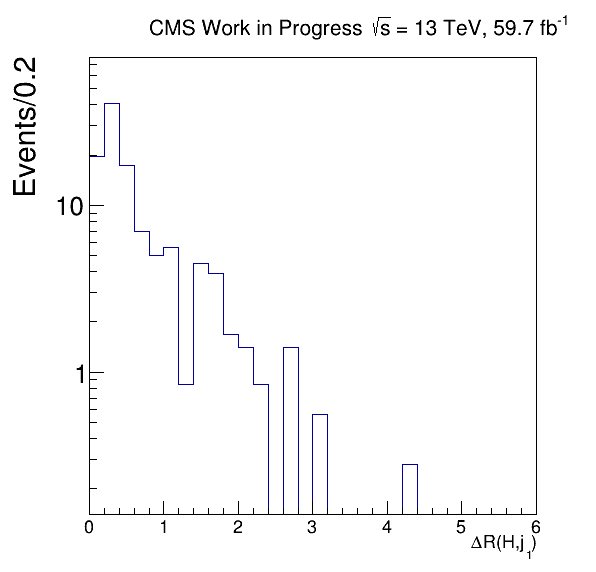 CMS Work in Progress √s = 13 TeV, 59.7 fb⁻¹
Events/0.2
10
1
0 1 2 3 4 5 6
ΔR(H,j₁)